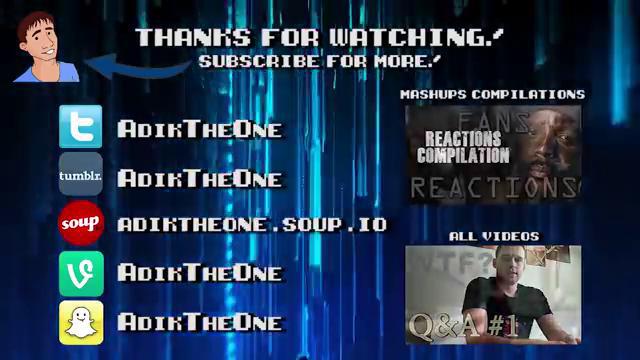 THANKS FOR WATCHING!
SUBSCRIBE FOR MORE!
AdikTheOne
tumblr.
AdikTheOne
soup
ADIKTHEONE.SOUP.IO
AdikTheOne
AdikTheOne
MASHUPS COMPILATIONS
FANS
REACTIONS
COMPILATION
REACTIONS
ALL VIDEOS
WTF?
Q&A #1